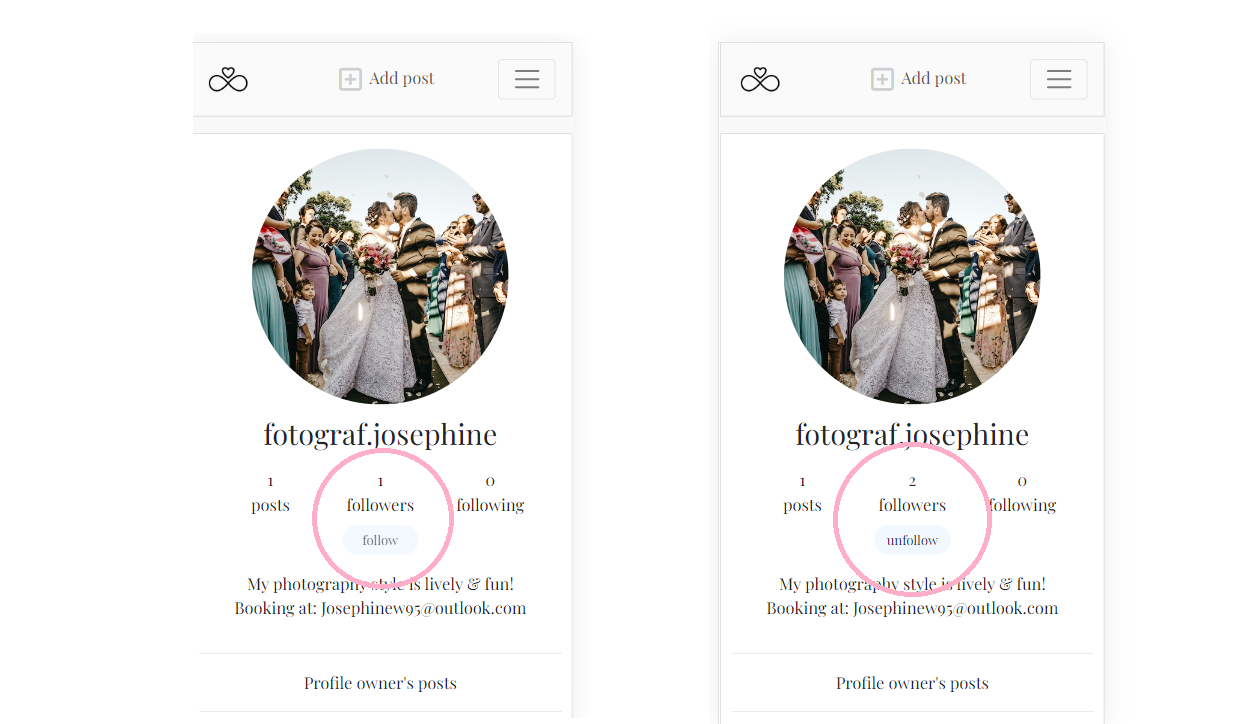 Add post
fotograf.josephine
1 1 0
posts followers following
follow
My photography style is lively & fun!
Booking at: Josephinew95@outlook.com
Profile owner's posts
Add post
fotograf.josephine
1 2 0
posts followers following
unfollow
My photography style is lively & fun!
Booking at: Josephinew95@outlook.com
Profile owner's posts